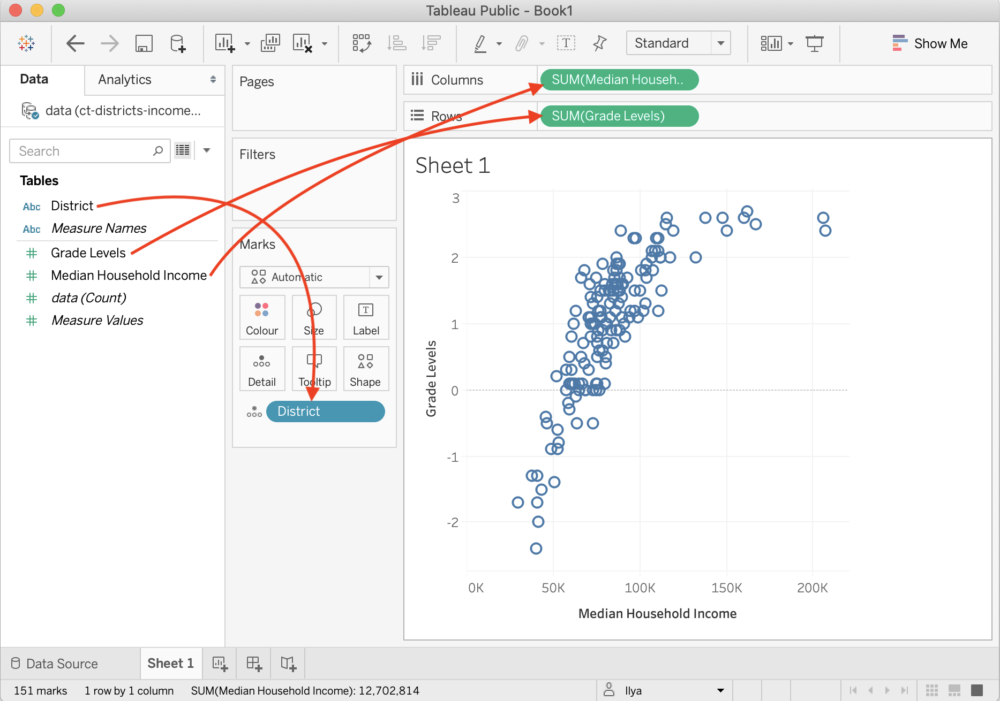 Tableau Public - Book1
Standard
Show Me
Data
Analytics
data (ct-districts-income...
Search
Tables
Abc District
Abc Measure Names
Grade Levels
Median Household Income
data (Count)
Measure Values
Pages
Filters
Marks
Automatic
Colour
Size
T
Label
Detail
Tooltip
Shape
District
Columns
SUM(Median Househ..
Rows
SUM(Grade Levels)
Sheet 1
3
2
1
0
-1
-2
Grade Levels
0K
50K
100K
150K
200K
Median Household Income
Data Source
Sheet 1
151 marks
1 row by 1 column
SUM(Median Household Income): 12,702,814
Ilya